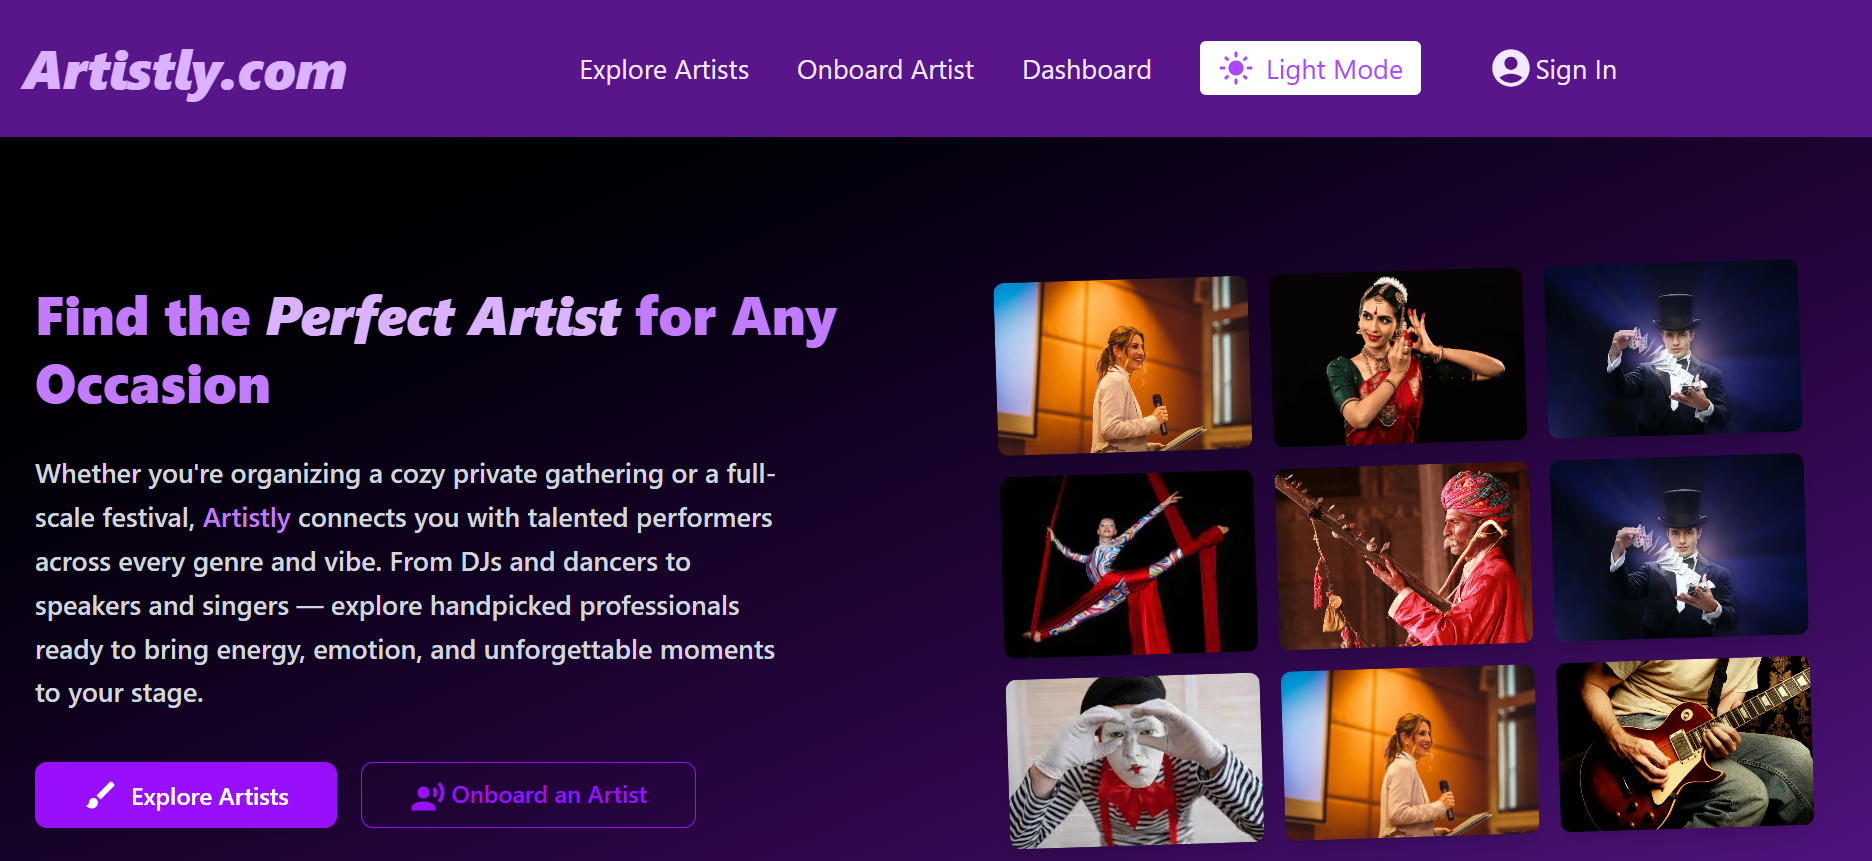 Artistly.com
Explore Artists
Onboard Artist
Dashboard
Light Mode
Sign In
Find the Perfect Artist for Any
Occasion
Whether you're organizing a cozy private gathering or a full-
scale festival, Artistly connects you with talented performers
across every genre and vibe. From DJs and dancers to
speakers and singers — explore handpicked professionals
ready to bring energy, emotion, and unforgettable moments
to your stage.
Explore Artists
Onboard an Artist